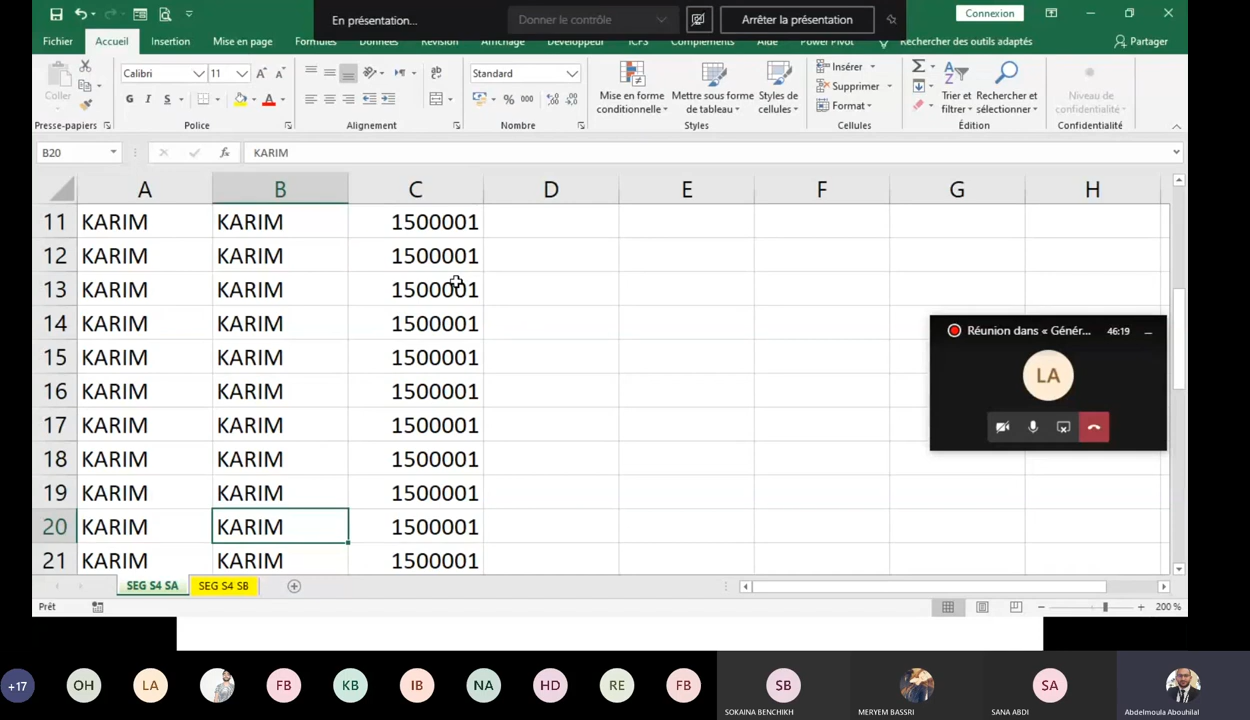 En présentation... Donner le contrôle Arrêter la présentation Connexion
Fichier Accueil Insertion Mise en page Formules Données Révision Affichage Développeur ICFS Compléments Aide Power Pivot Rechercher des outils adaptés Partager
Coller
Calibri 11
G I S
Standard
% 000
Mise en forme conditionnelle
Mettre sous forme de tableau
Styles de cellules
Insérer
Supprimer
Format
Trier et filtrer
Rechercher et sélectionner
Niveau de confidentialité
Presse-papiers Police Alignement Nombre Styles Cellules Édition Confidentialité
B20 fx KARIM
A B C D E F G H
11 KARIM KARIM 1500001
12 KARIM KARIM 1500001
13 KARIM KARIM 1500001
14 KARIM KARIM 1500001
15 KARIM KARIM 1500001
16 KARIM KARIM 1500001
17 KARIM KARIM 1500001
18 KARIM KARIM 1500001
19 KARIM KARIM 1500001
20 KARIM KARIM 1500001
21 KARIM KARIM 1500001
Réunion dans « Génér... 46:19
LA
SEG S4 SA SEG S4 SB
Prêt 200 %
+17 OH LA FB KB IB NA HD RE FB SB SA
SOKAINA BENCHIKH MERYEM BASSRI SANA ABDI Abdelmoula Abouhilal